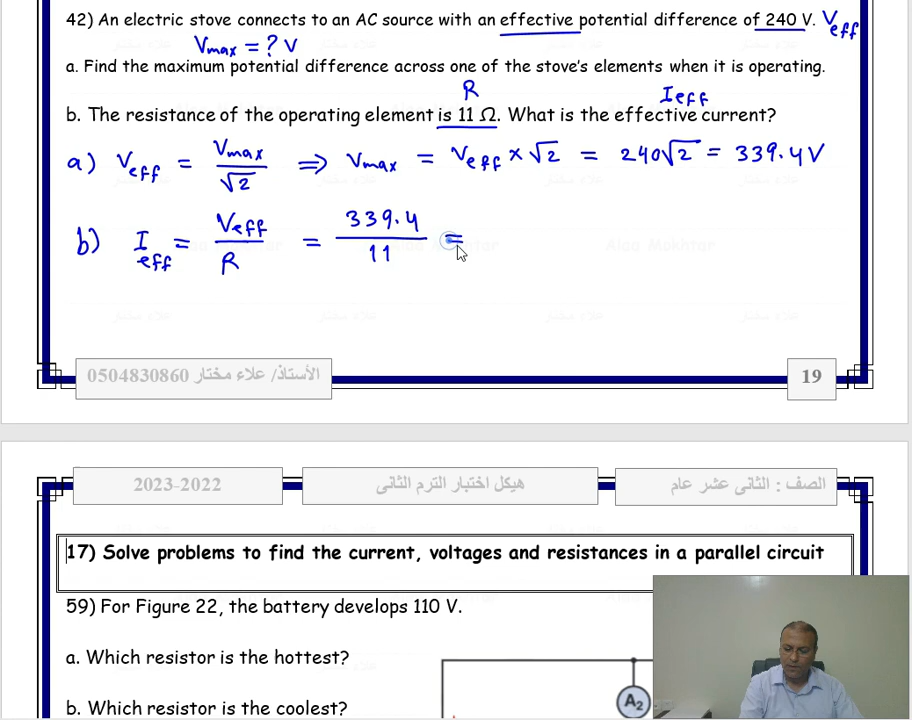 42) An electric stove connects to an AC source with an effective potential difference of 240 V. Veff
Vmax = ? V
a. Find the maximum potential difference across one of the stove's elements when it is operating.
R Ieff
b. The resistance of the operating element is 11 Ω. What is the effective current?
a) Veff = Vmax/√2 ⇒ Vmax = Veff × √2 = 240√2 = 339.4V
b) Ieff = Veff/R = 339.4/11 =
الأستاذ/ علاء مختار 0504830860
19
الصف : الثانى عشر عام
هيكل اختبار الترم الثانى
2023-2022
17) Solve problems to find the current, voltages and resistances in a parallel circuit
59) For Figure 22, the battery develops 110 V.
a. Which resistor is the hottest?
b. Which resistor is the coolest?
A2